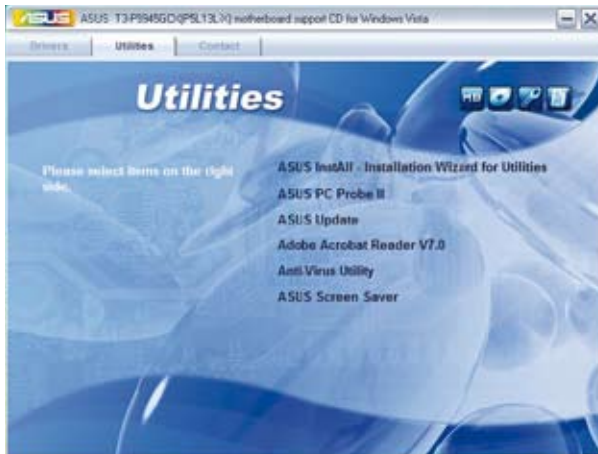 ASUS ASUS T3-P5945GCX(P5L13L-X) motherboard support CD for Windows Vista
Drivers Utilities Contact
Utilities
Please select items on the right
side.
ASUS InstAll - Installation Wizard for Utilities
ASUS PC Probe II
ASUS Update
Adobe Acrobat Reader V7.0
Anti-Virus Utility
ASUS Screen Saver